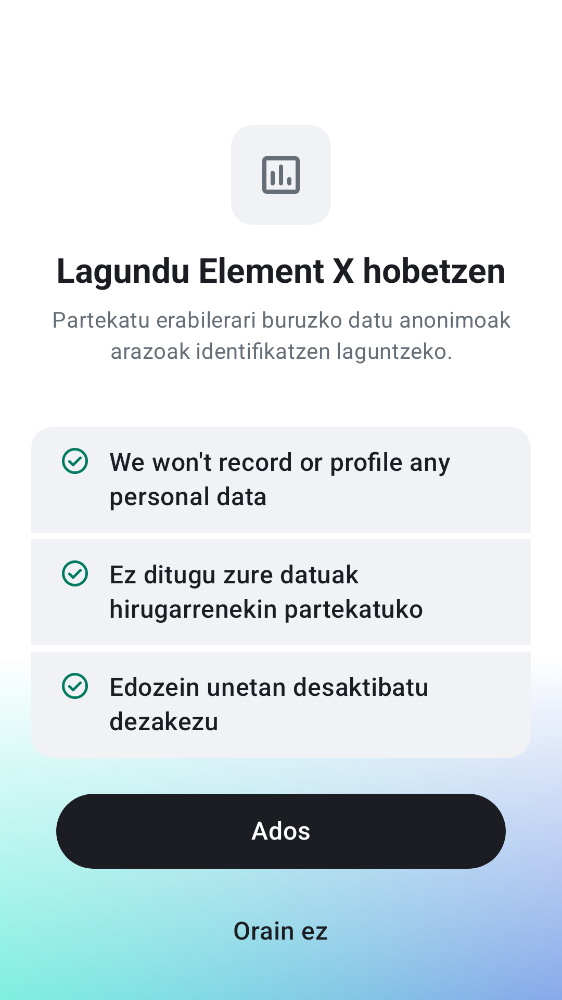 Lagundu Element X hobetzen
Partekatu erabilerari buruzko datu anonimoak
arazoak identifikatzen laguntzeko.
We won't record or profile any
personal data
Ez ditugu zure datuak
hirugarrenekin partekatuko
Edozein unetan desaktibatu
dezakezu
Ados
Orain ez